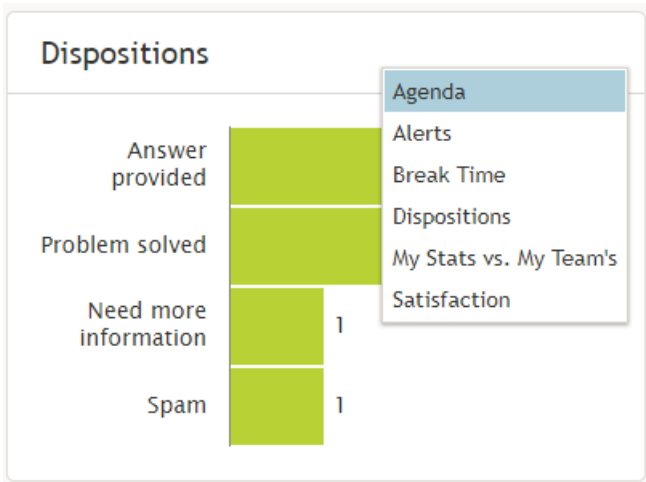 Dispositions
Agenda
Alerts
Break Time
Dispositions
My Stats vs. My Team's
Satisfaction
Answer
provided
Problem solved
Need more
information
1
Spam
1